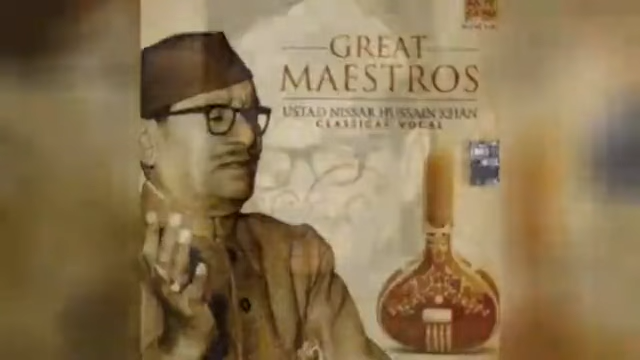 GREAT
MAESTROS
USTAD NISSAR HUSSAIN KHAN
CLASSICAL VOCAL